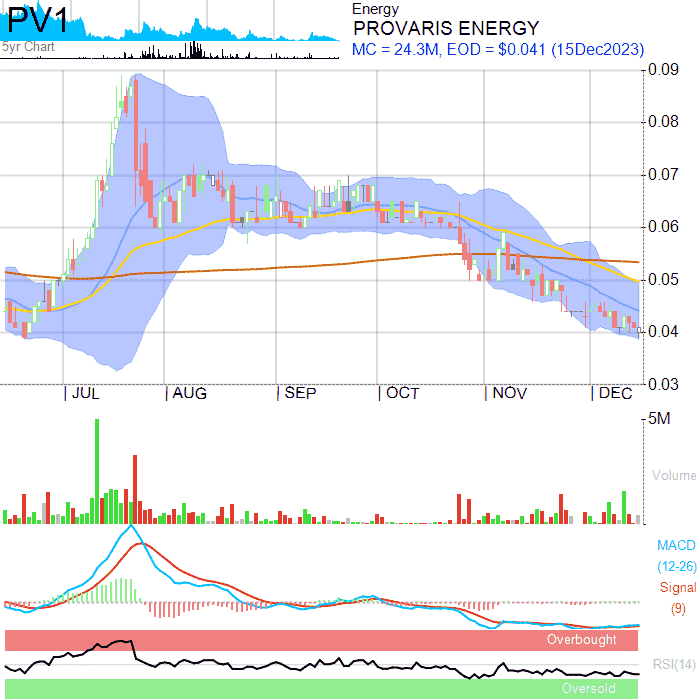 PV1
5yr Chart
Energy
PROVARIS ENERGY
MC = 24.3M, EOD = $0.041 (15Dec2023)
0.09
0.08
0.07
0.06
0.05
0.04
0.03
| JUL | AUG | SEP | OCT | NOV | DEC
5M
Volume
MACD
(12-26)
Signal
(9)
Overbought
RSI(14)
Oversold